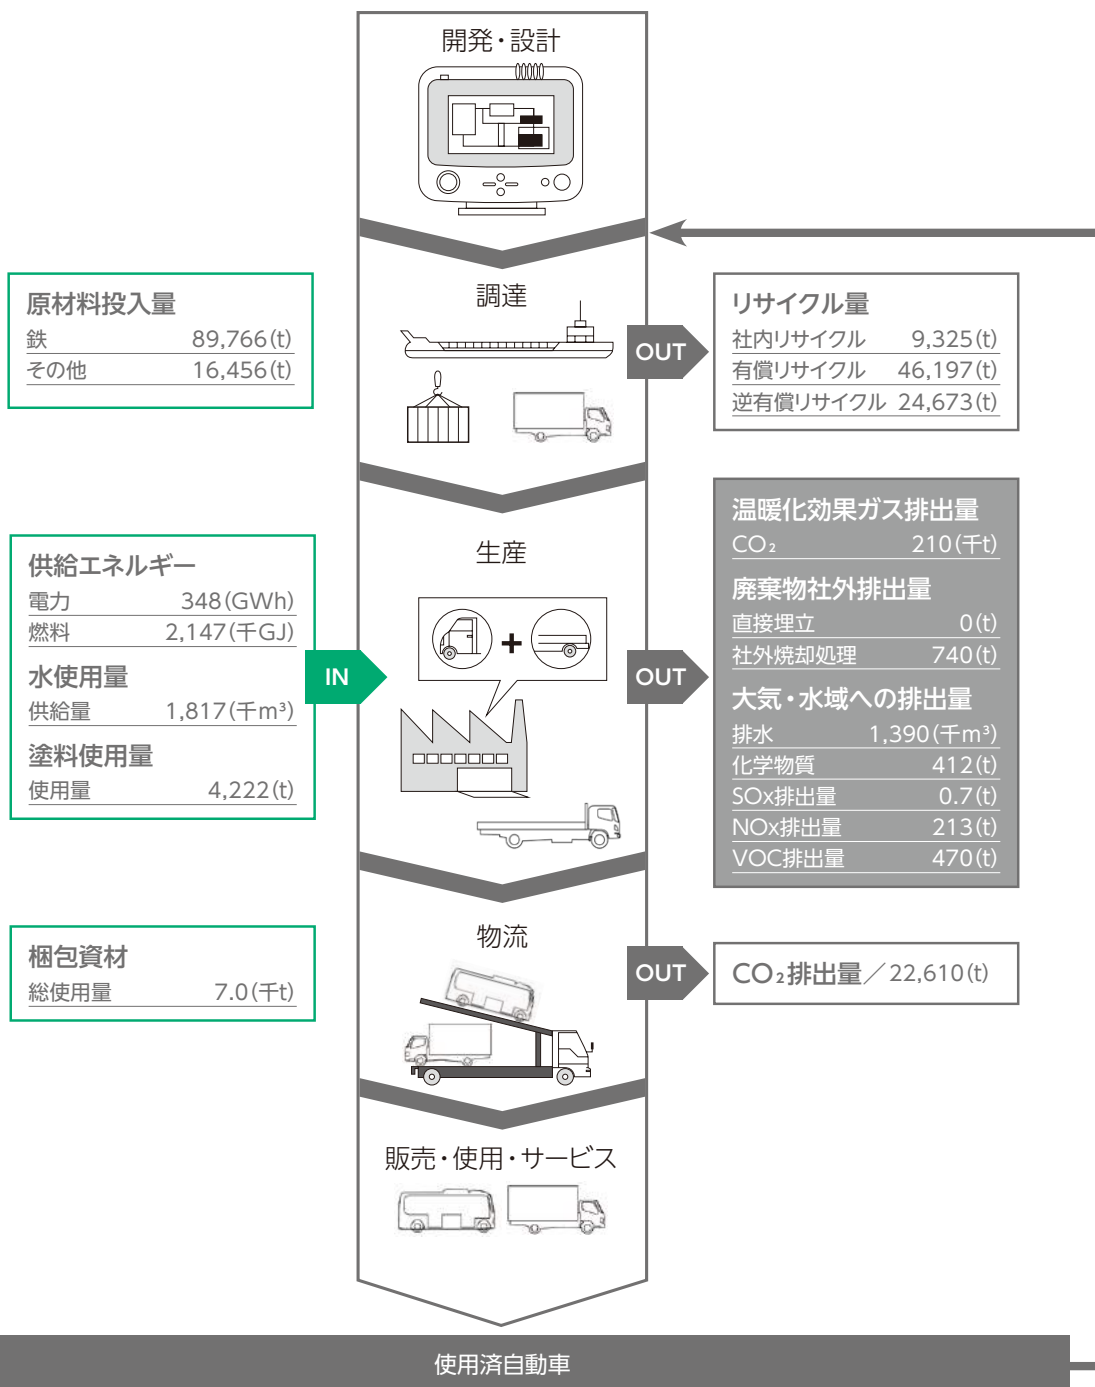 開発・設計
調達
原材料投入量
鉄 89,766(t)
その他 16,456(t)
OUT
リサイクル量
社内リサイクル 9,325(t)
有償リサイクル 46,197(t)
逆有償リサイクル 24,673(t)
生産
供給エネルギー
電力 348(GWh)
燃料 2,147(千GJ)
水使用量
供給量 1,817(千m³)
塗料使用量
使用量 4,222(t)
IN
OUT
温暖化効果ガス排出量
CO₂ 210(千t)
廃棄物社外排出量
直接埋立 0(t)
社外焼却処理 740(t)
大気・水域への排出量
排水 1,390(千m³)
化学物質 412(t)
SOx排出量 0.7(t)
NOx排出量 213(t)
VOC排出量 470(t)
物流
梱包資材
総使用量 7.0(千t)
OUT
CO₂排出量／22,610(t)
販売・使用・サービス
使用済自動車